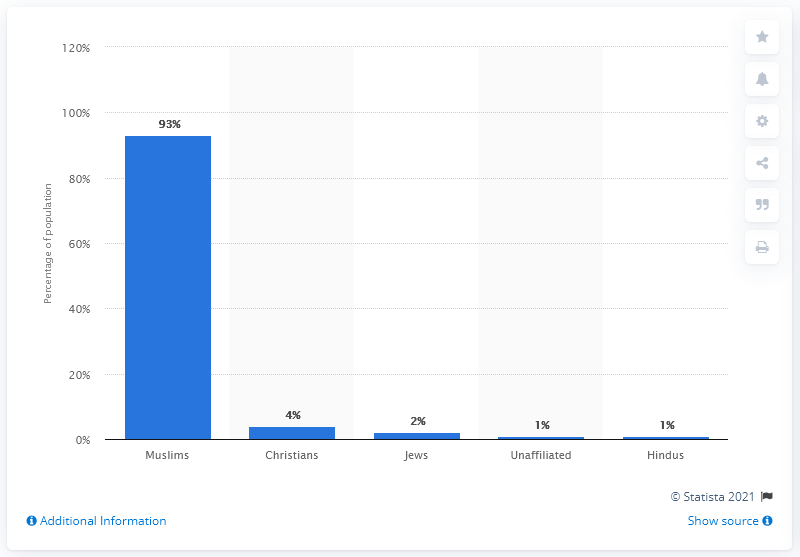 120%
100%
80%
60%
40%
20%
0%
Percentage of population
93%
4%
2%
1%
1%
Muslims
Christians
Jews
Unaffiliated
Hindus
© Statista 2021
Additional Information
Show source